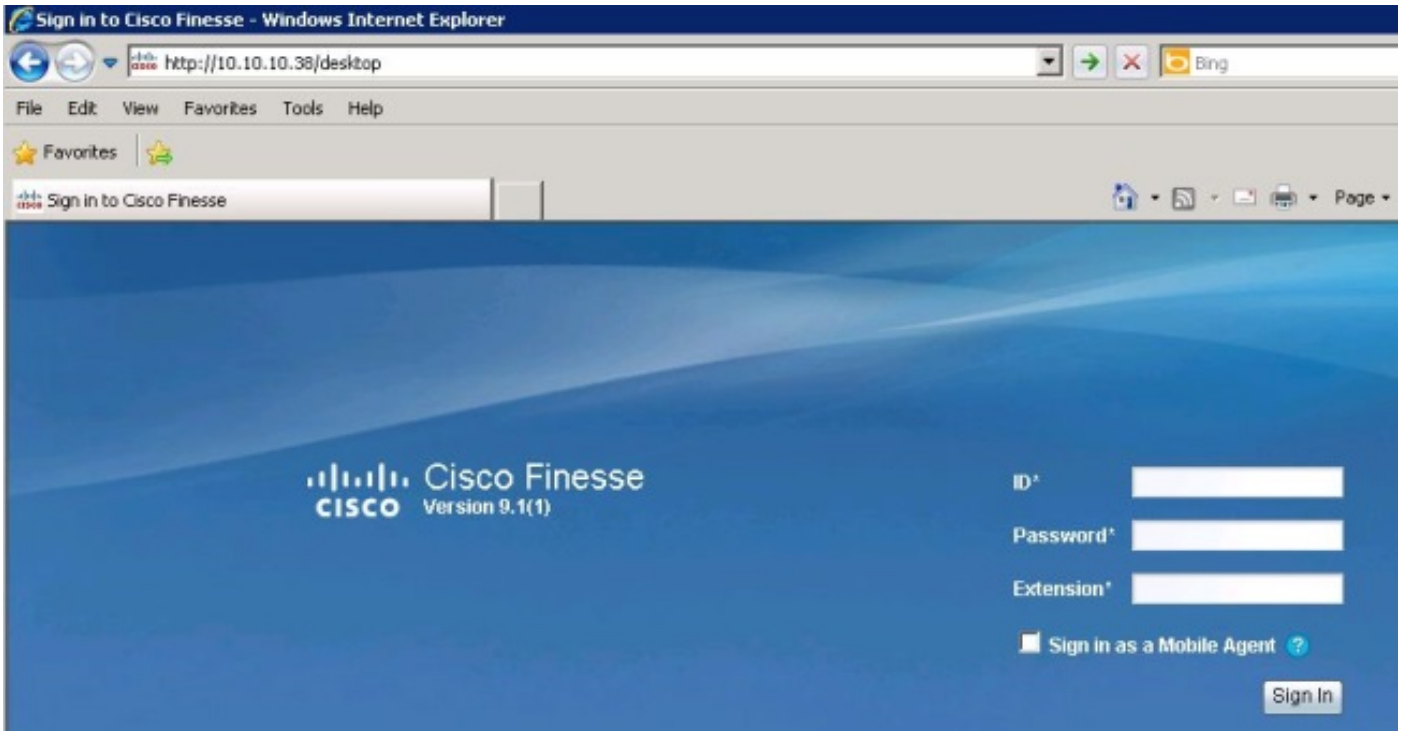 Sign in to Cisco Finesse - Windows Internet Explorer
http://10.10.10.38/desktop
Bing
File Edit View Favorites Tools Help
Favorites
Sign in to Cisco Finesse
Page
CISCO
Cisco Finesse
Version 9.1(1)
ID*
Password*
Extension*
Sign in as a Mobile Agent ?
Sign In